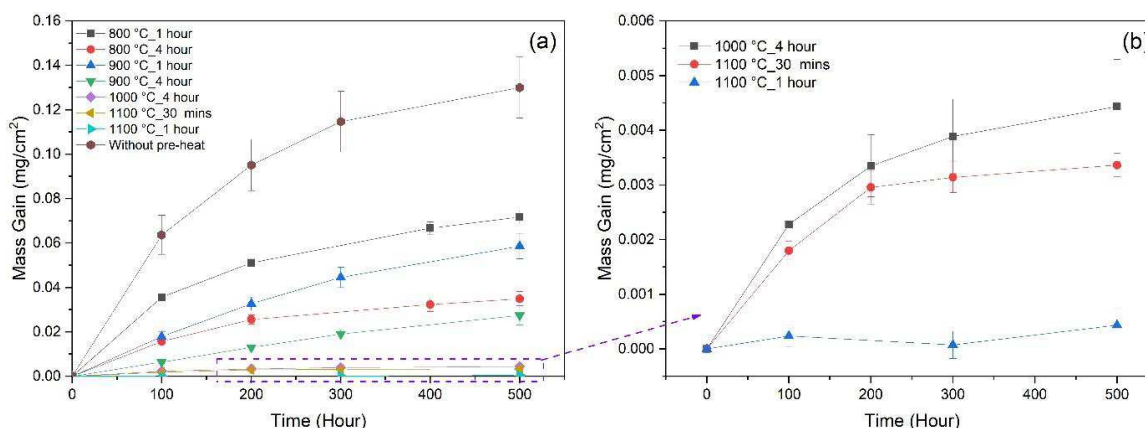 (a)
Mass Gain (mg/cm²)
0.16
0.14
0.12
0.10
0.08
0.06
0.04
0.02
0.00
800 °C_1 hour
800 °C_4 hour
900 °C_1 hour
900 °C_4 hour
1000 °C_4 hour
1100 °C_30 mins
1100 °C_1 hour
Without pre-heat
0
100
200
300
400
500
Time (Hour)
(b)
Mass Gain (mg/cm²)
0.006
0.005
0.004
0.003
0.002
0.001
0.000
1000 °C_4 hour
1100 °C_30 mins
1100 °C_1 hour
0
100
200
300
400
500
Time (Hour)